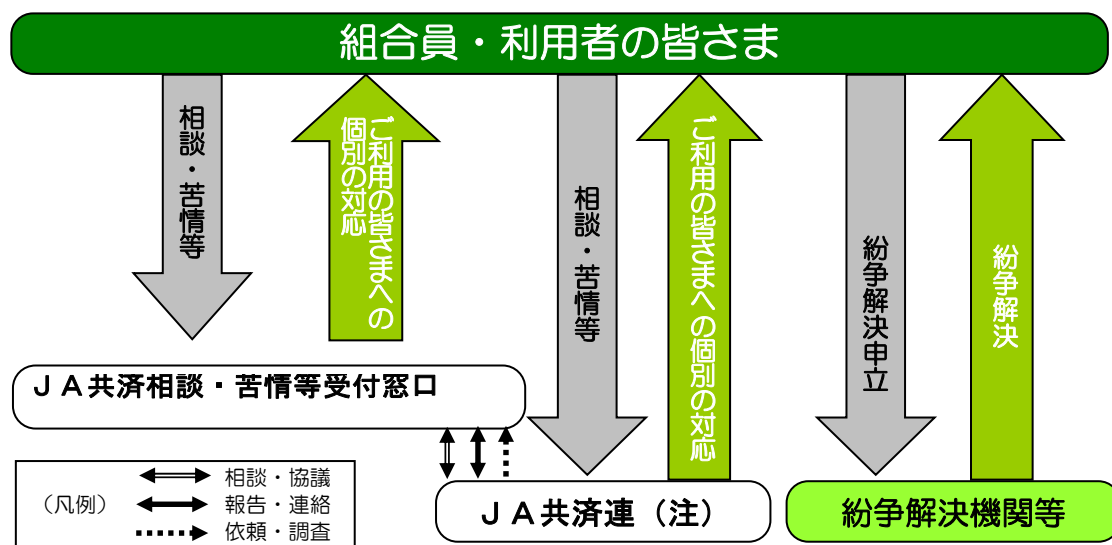 組合員・利用者の皆さま
相談・苦情等
ご利用の皆さまへの
個別の対応
相談・苦情等
ご利用の皆さまへの個別の対応
紛争解決申立
紛争解決
ＪＡ共済相談・苦情等受付窓口
（凡例）
相談・協議
報告・連絡
依頼・調査
ＪＡ共済連（注）
紛争解決機関等